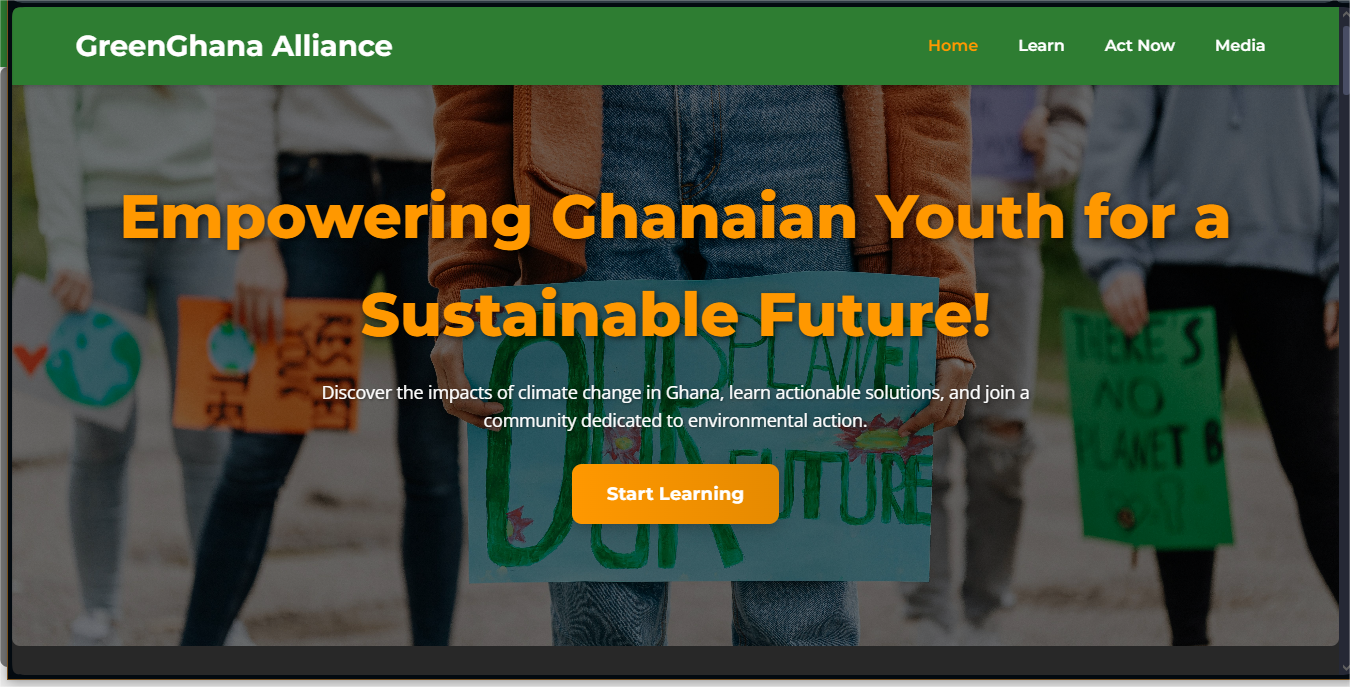 GreenGhana Alliance
Home Learn Act Now Media
Empowering Ghanaian Youth for a
Sustainable Future!
Discover the impacts of climate change in Ghana, learn actionable solutions, and join a
community dedicated to environmental action.
Start Learning
RESPECT
YOUR
OUR PLANET
OUR FUTURE
THERE'S
NO
PLANET B